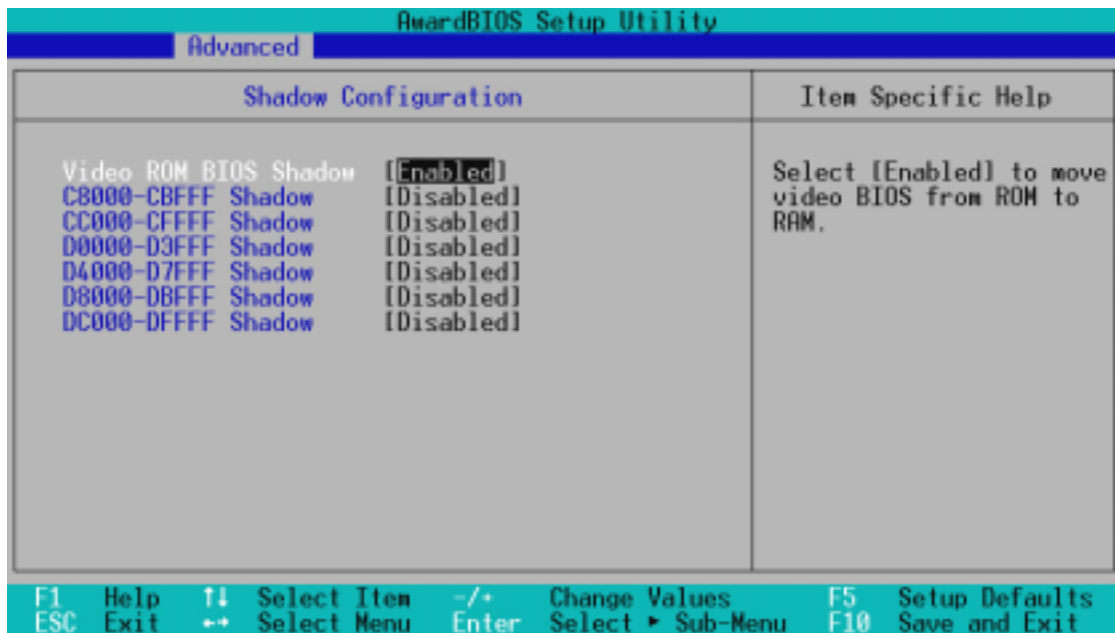 AwardBIOS Setup Utility
Advanced
Shadow Configuration
Item Specific Help
Video ROM BIOS Shadow [Enabled]
C8000-CBFFF Shadow [Disabled]
CC000-CFFFF Shadow [Disabled]
D0000-D3FFF Shadow [Disabled]
D4000-D7FFF Shadow [Disabled]
D8000-DBFFF Shadow [Disabled]
DC000-DFFFF Shadow [Disabled]
Select [Enabled] to move
video BIOS from ROM to
RAM.
F1 Help ↑↓ Select Item -/+ Change Values F5 Setup Defaults
ESC Exit ←→ Select Menu Enter Select ► Sub-Menu F10 Save and Exit